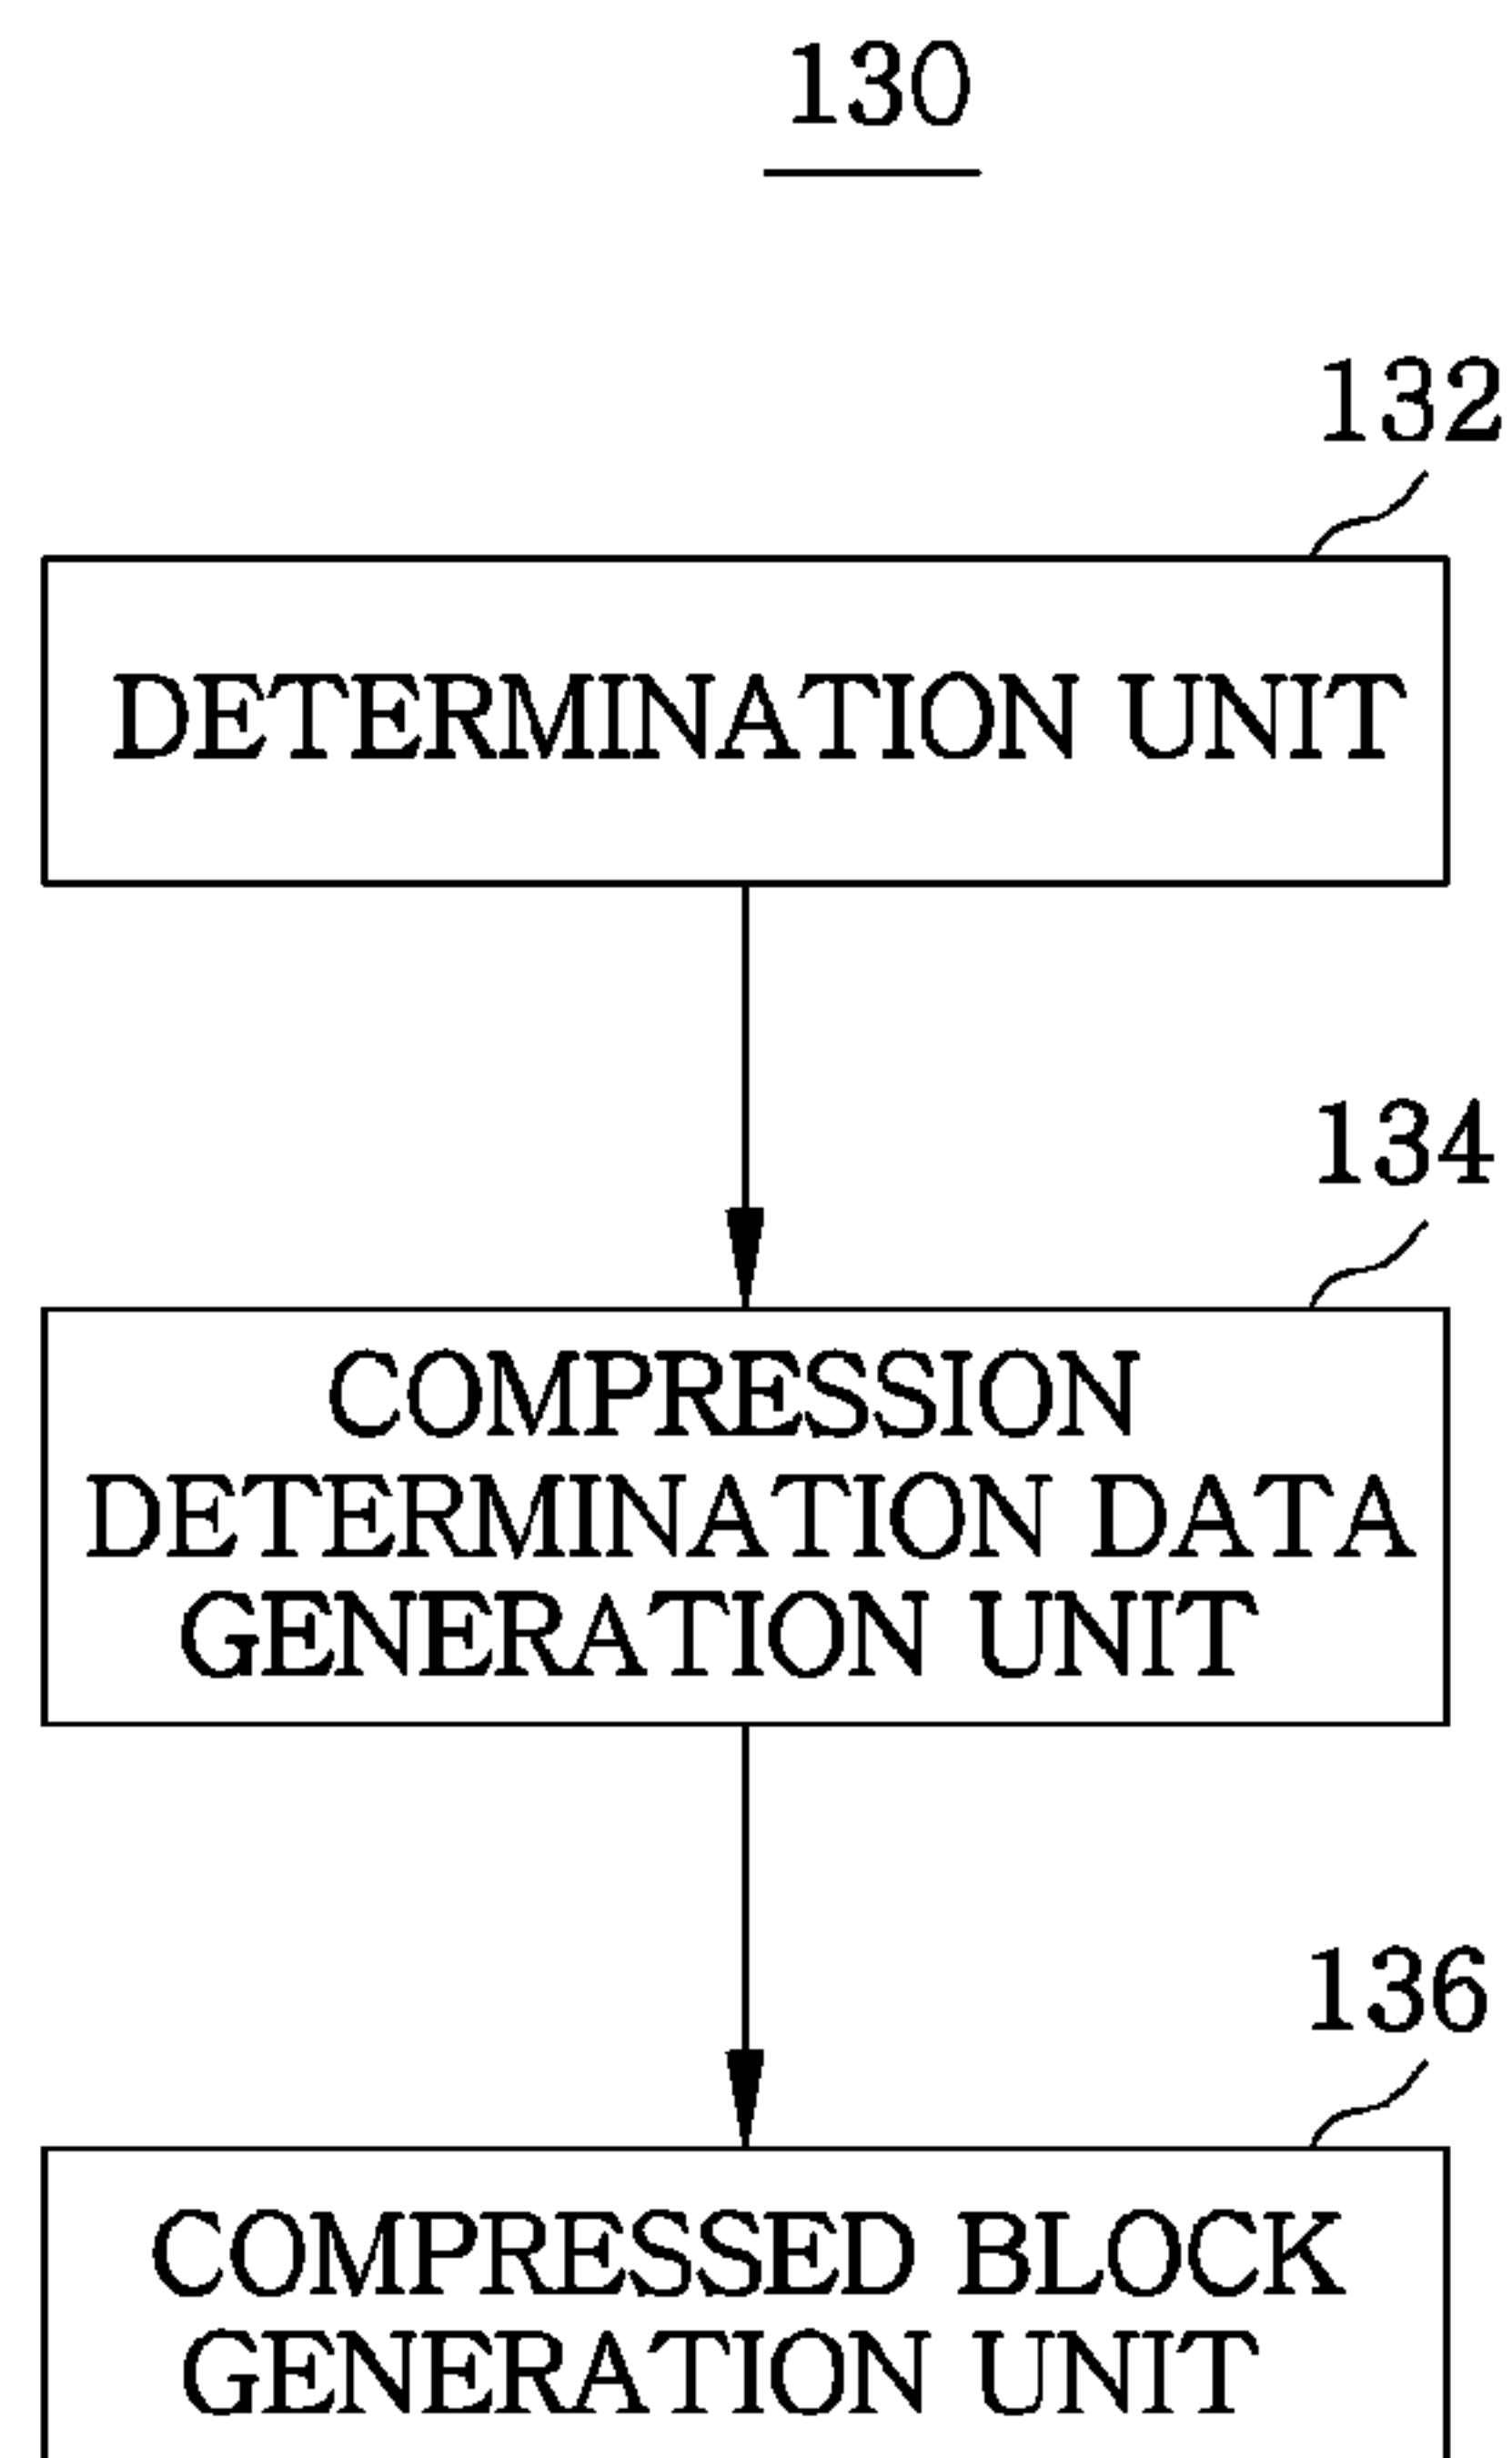 130
132
DETERMINATION UNIT
134
COMPRESSION
DETERMINATION DATA
GENERATION UNIT
136
COMPRESSED BLOCK
GENERATION UNIT